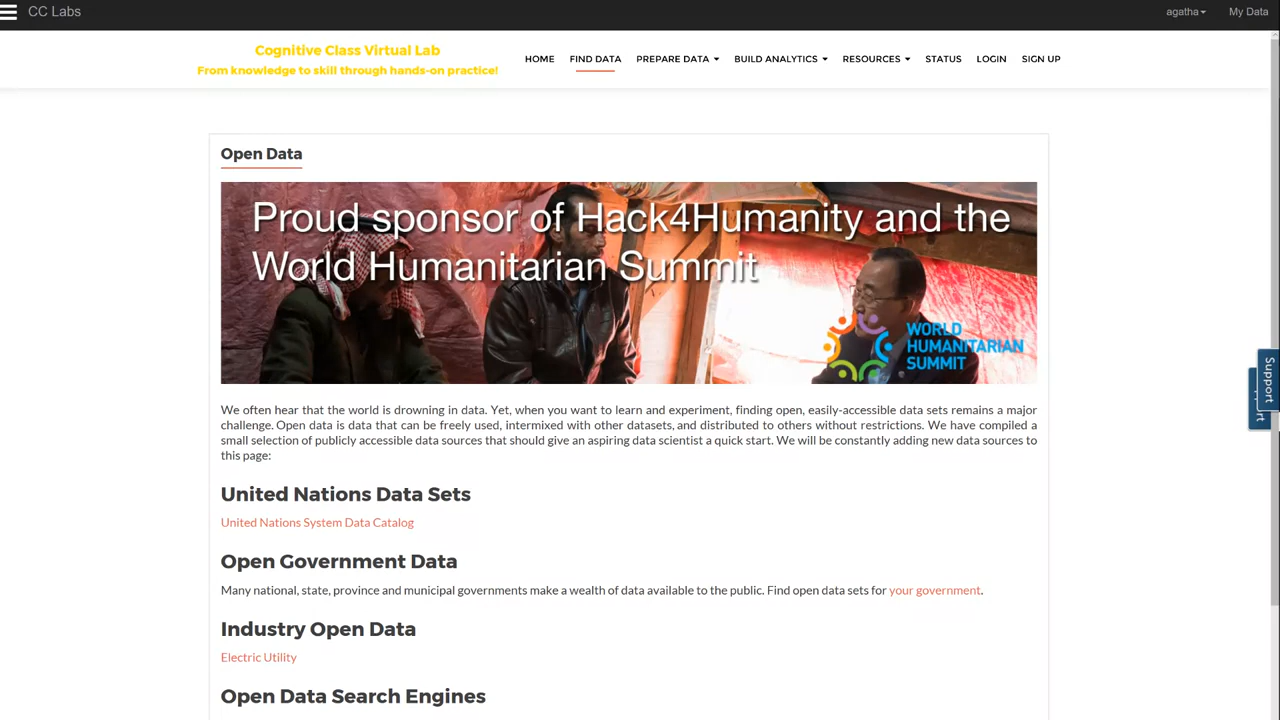 CC Labs
agatha
My Data
Cognitive Class Virtual Lab
From knowledge to skill through hands-on practice!
HOME FIND DATA PREPARE DATA BUILD ANALYTICS RESOURCES STATUS LOGIN SIGN UP
Open Data
Proud sponsor of Hack4Humanity and the
World Humanitarian Summit
WORLD
HUMANITARIAN
SUMMIT
Support
We often hear that the world is drowning in data. Yet, when you want to learn and experiment, finding open, easily-accessible data sets remains a major
challenge. Open data is data that can be freely used, intermixed with other datasets, and distributed to others without restrictions. We have compiled a
small selection of publicly accessible data sources that should give an aspiring data scientist a quick start. We will be constantly adding new data sources to
this page:
United Nations Data Sets
United Nations System Data Catalog
Open Government Data
Many national, state, province and municipal governments make a wealth of data available to the public. Find open data sets for your government.
Industry Open Data
Electric Utility
Open Data Search Engines